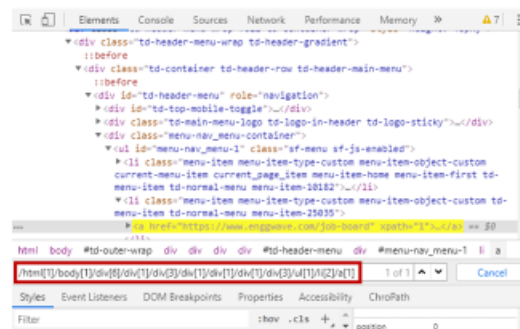 Elements Console Sources Network Performance Memory » 7
▼<div class="td-header-menu-wrap td-header-gradient">
::before
▼<div class="td-container td-header-row td-header-main-menu">
::before
▼<div id="td-header-menu" role="navigation">
▶<div id="td-top-mobile-toggle">…</div>
▶<div class="td-main-menu-logo td-logo-in-header td-logo-sticky">…</div>
▼<div class="menu-nav_menu-container">
▼<ul id="menu-nav_menu-1" class="sf-menu sf-js-enabled">
▶<li class="menu-item menu-item-type-custom menu-item-object-custom
current-menu-item current_page_item menu-item-home menu-item-first td-
menu-item td-normal-menu menu-item-10182">…</li>
▼<li class="menu-item menu-item-type-custom menu-item-object-custom td-
menu-item td-normal-menu menu-item-25035">
… ▶<a href="https://www.enggwave.com/job-board" xpath="1">…</a> == $0
html body #td-outer-wrap div div div #td-header-menu div #menu-nav_menu-1 li a
/html[1]/body[1]/div[6]/div[1]/div[3]/div[1]/div[1]/div[1]/div[3]/ul[1]/li[2]/a[1] 1 of 1 Cancel
Styles Event Listeners DOM Breakpoints Properties Accessibility ChroPath
Filter :hov .cls +
position 0